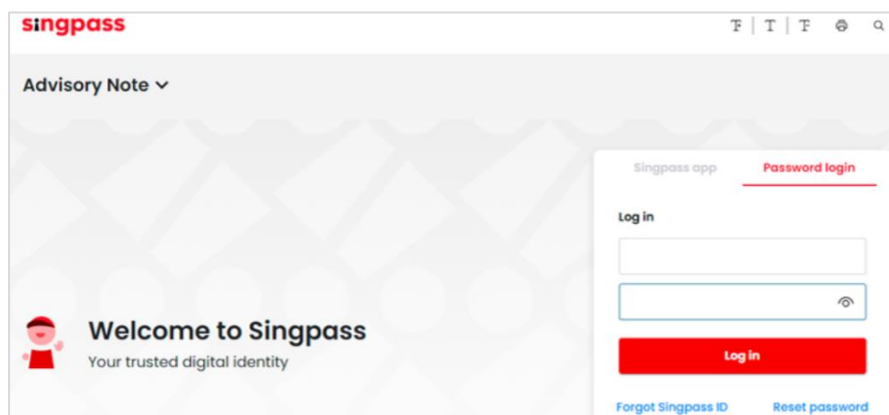 singpass
T | T | T
Advisory Note
Singpass app Password login
Log in
Log in
Welcome to Singpass
Your trusted digital identity
Forgot Singpass ID Reset password